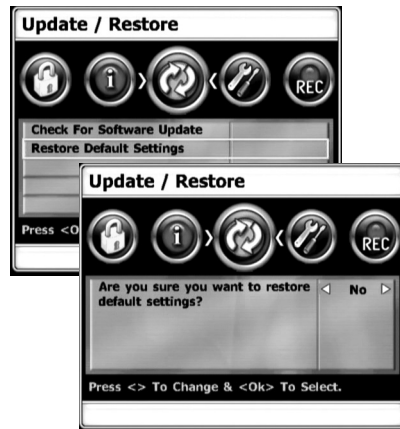 Update / Restore
REC
Check For Software Update
Restore Default Settings
Press <O
Update / Restore
REC
Are you sure you want to restore
default settings?
No
Press <> To Change & <Ok> To Select.